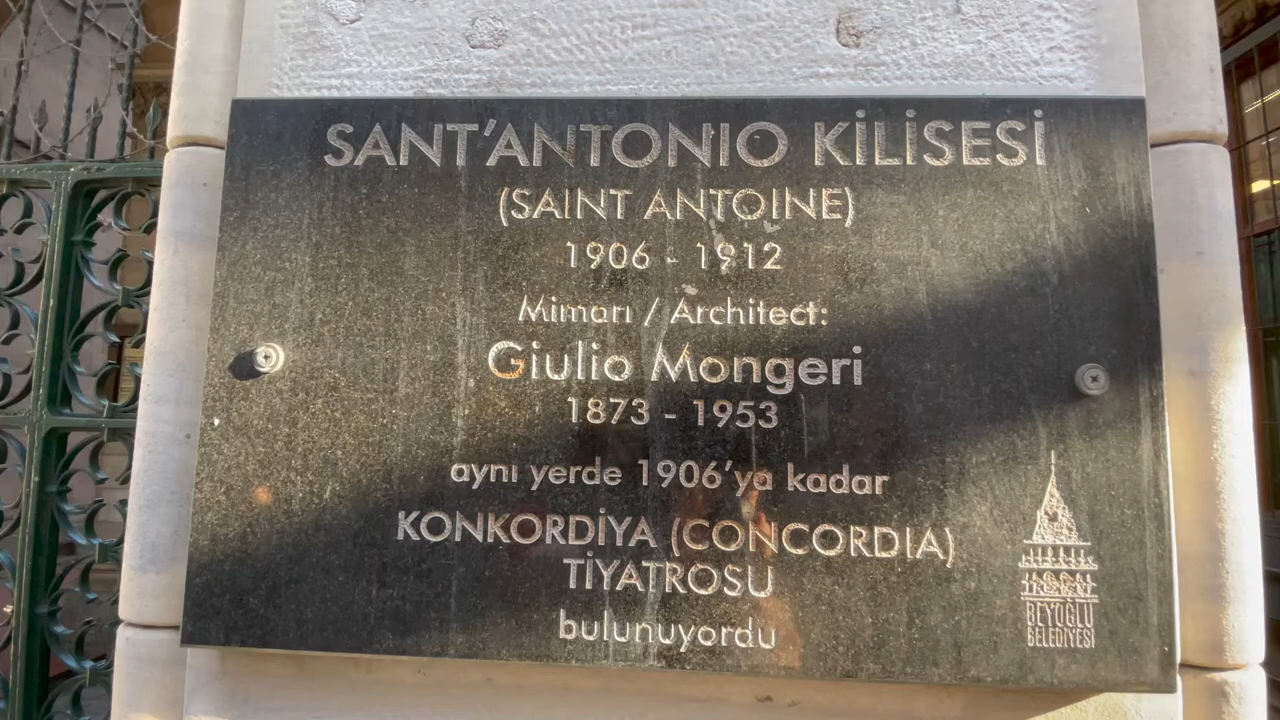 SANT'ANTONIO KİLİSESİ
(SAINT ANTOINE)
1906 - 1912
Mimarı / Architect:
Giulio Mongeri
1873 - 1953
aynı yerde 1906'ya kadar
KONKORDİYA (CONCORDIA)
TİYATROSU
bulunuyordu
BEYOĞLU
BELEDİYESİ